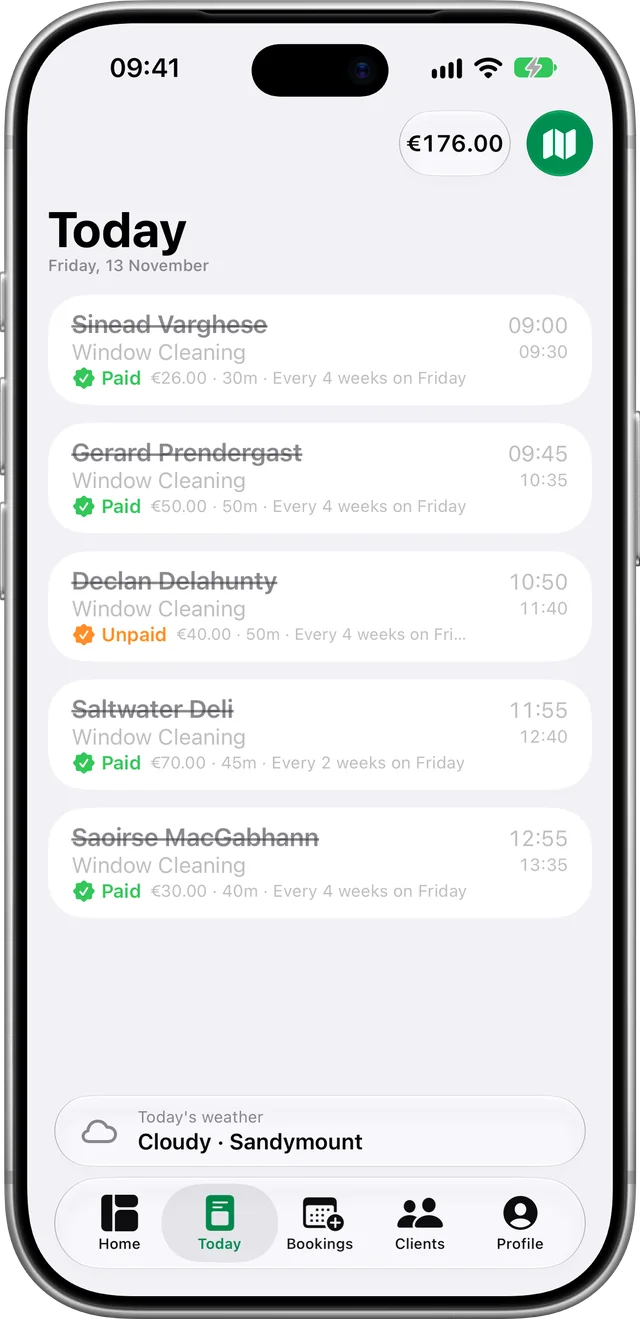 09:41
€176.00
Today
Friday, 13 November
Sinead Varghese 09:00
Window Cleaning 09:30
Paid €26.00 · 30m · Every 4 weeks on Friday
Gerard Prendergast 09:45
Window Cleaning 10:35
Paid €50.00 · 50m · Every 4 weeks on Friday
Declan Delahunty 10:50
Window Cleaning 11:40
Unpaid €40.00 · 50m · Every 4 weeks on Fri...
Saltwater Deli 11:55
Window Cleaning 12:40
Paid €70.00 · 45m · Every 2 weeks on Friday
Saoirse MacGabhann 12:55
Window Cleaning 13:35
Paid €30.00 · 40m · Every 4 weeks on Friday
Today's weather
Cloudy · Sandymount
Home Today Bookings Clients Profile